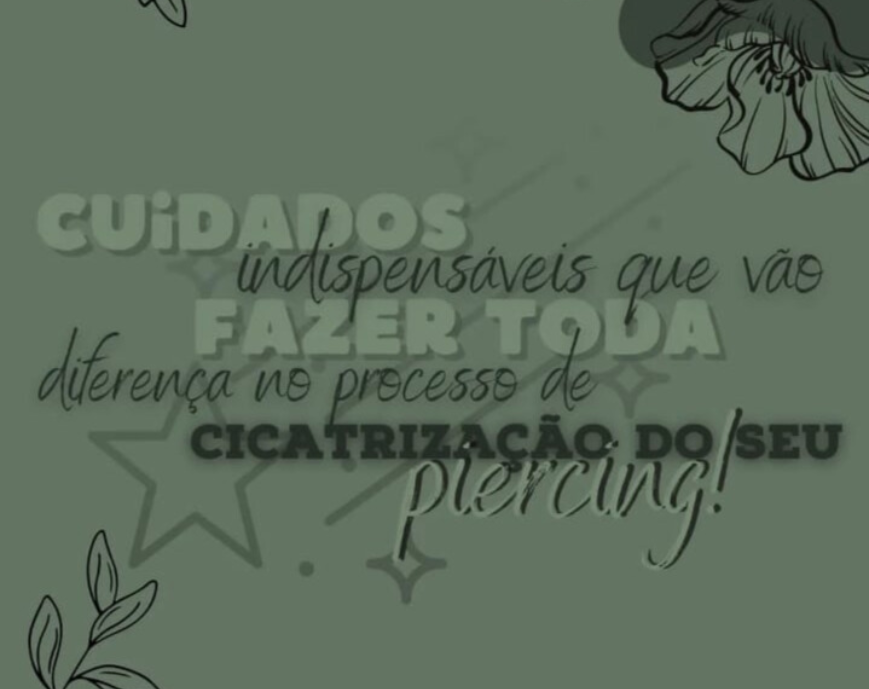 CUiDADOS
indispensáveis que vão
FAZER TODA
diferença no processo de
CICATRIZAÇÃO DO SEU
piercing!